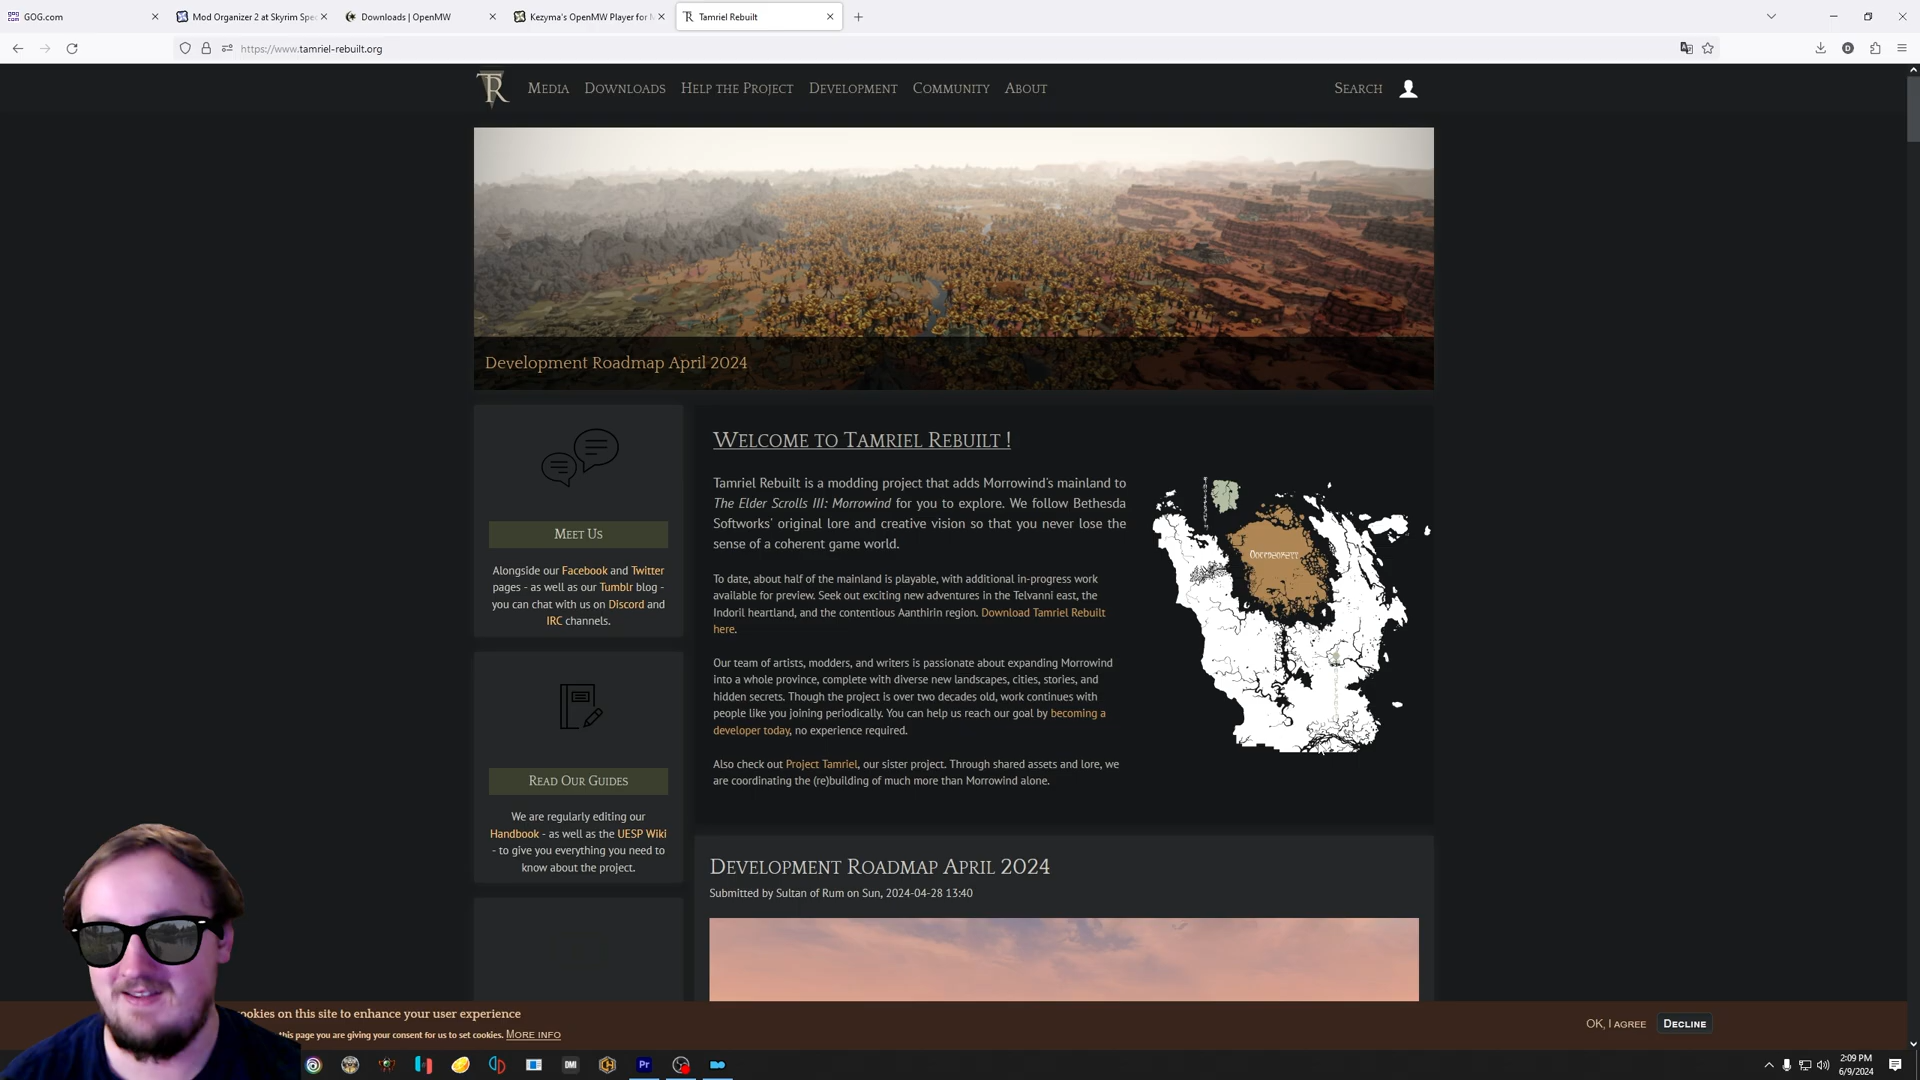 GOG.com
Mod Organizer 2 at Skyrim Spec
Downloads | OpenMW
Kezyma's OpenMW Player for M
Tamriel Rebuilt
https://www.tamriel-rebuilt.org
TR
Media
Downloads
Help the Project
Development
Community
About
Search
Development Roadmap April 2024
Meet Us
Alongside our Facebook and Twitter
pages - as well as our Tumblr blog -
you can chat with us on Discord and
IRC channels.
Read Our Guides
We are regularly editing our
Handbook - as well as the UESP Wiki
- to give you everything you need to
know about the project.
Welcome to Tamriel Rebuilt !
Tamriel Rebuilt is a modding project that adds Morrowind's mainland to
The Elder Scrolls III: Morrowind for you to explore. We follow Bethesda
Softworks' original lore and creative vision so that you never lose the
sense of a coherent game world.
To date, about half of the mainland is playable, with additional in-progress work
available for preview. Seek out exciting new adventures in the Telvanni east, the
Indoril heartland, and the contentious Aanthirin region. Download Tamriel Rebuilt
here.
Our team of artists, modders, and writers is passionate about expanding Morrowind
into a whole province, complete with diverse new landscapes, cities, stories, and
hidden secrets. Though the project is over two decades old, work continues with
people like you joining periodically. You can help us reach our goal by becoming a
developer today, no experience required.
Also check out Project Tamriel, our sister project. Through shared assets and lore, we
are coordinating the (re)building of much more than Morrowind alone.
Development Roadmap April 2024
Submitted by Sultan of Rum on Sun, 2024-04-28 13:40
ookies on this site to enhance your user experience
this page you are giving your consent for us to set cookies. More info
OK, I agree
Decline
DMI
Pr
2:09 PM
6/9/2024